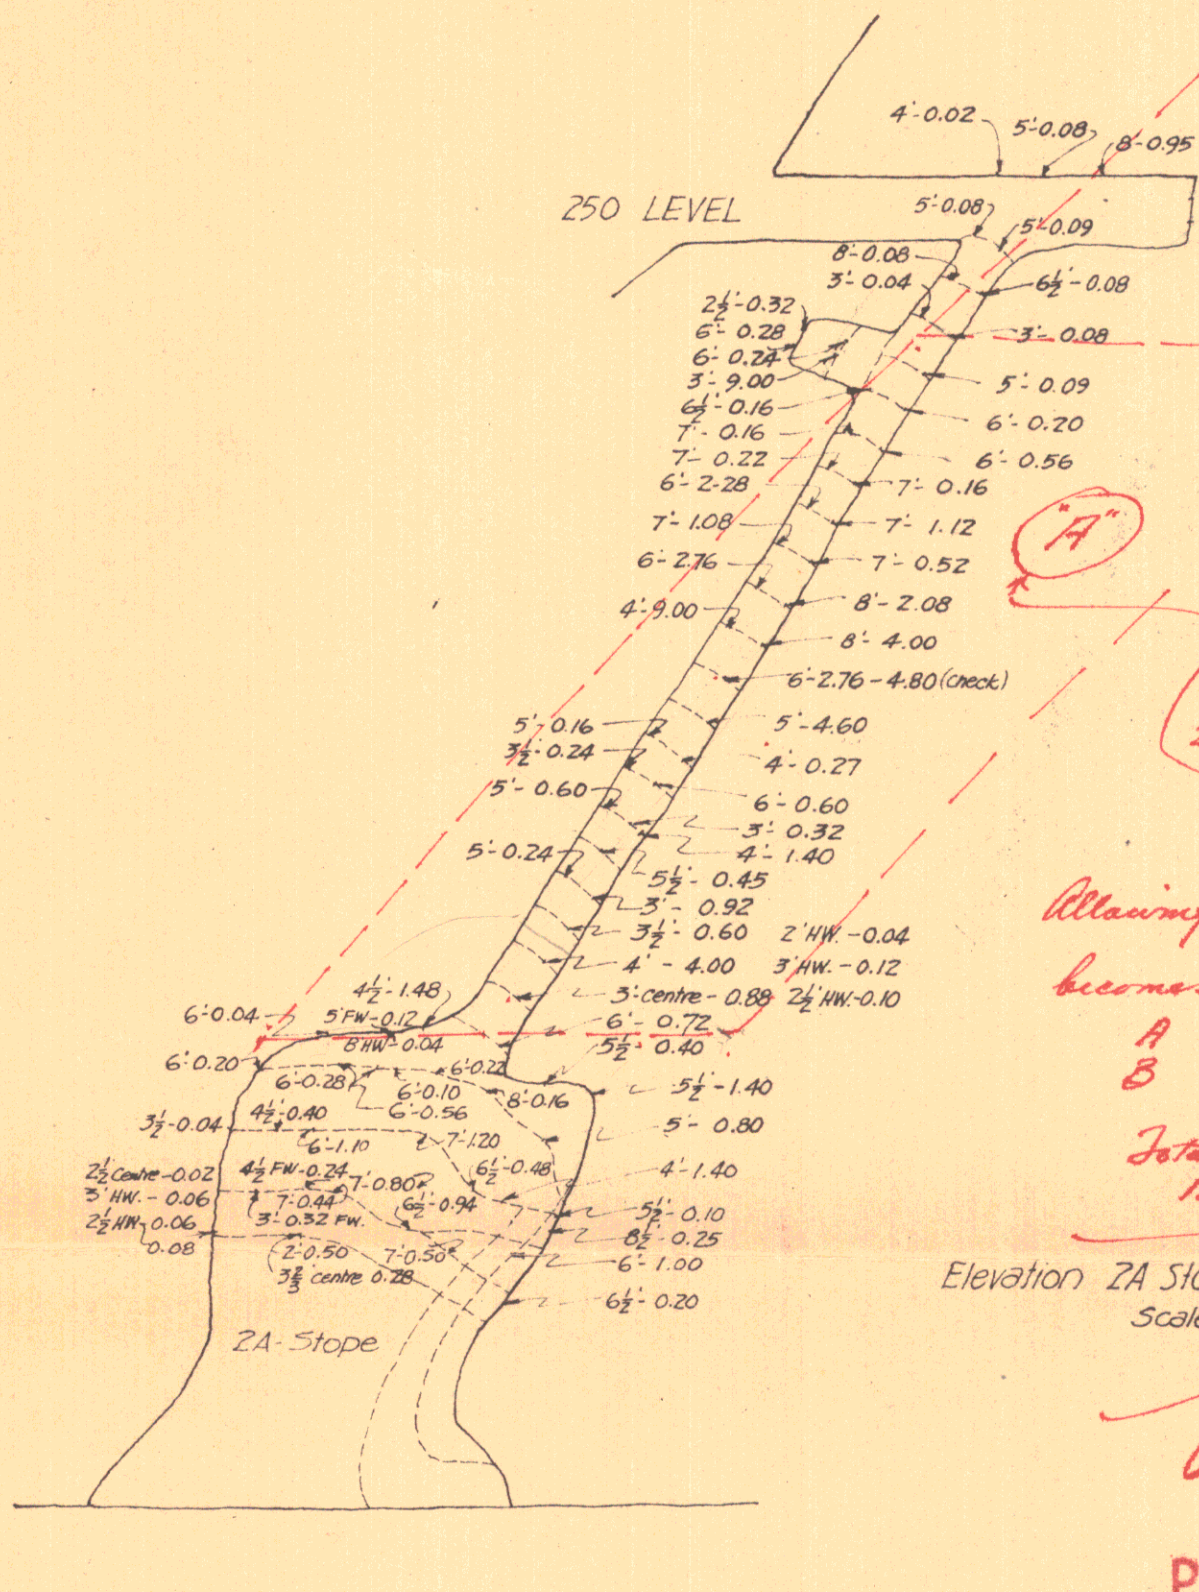 4'-0.02
5'-0.08
8'-0.95
250 LEVEL
5'-0.08
5'-0.09
8'-0.08
3'-0.04
6½'-0.08
2½'-0.32
6'-0.28
3'-0.08
6'-0.24
3'-9.00
5'-0.09
6½'-0.16
6'-0.20
7'-0.16
7'-0.22
6'-0.56
6'-2-28
7'-0.16
7'-1.08
7'-1.12
"A"
6'-2.76
7'-0.52
4'-9.00
8'-2.08
8'-4.00
6'-2.76-4.80 (check)
5'-0.16
5'-4.60
3½'-0.24
4'-0.27
5'-0.60
6'-0.60
3'-0.32
5'-0.24
4'-1.40
5½'-0.45
3'-0.92
Allowing
3½'-0.60 2'HW.-0.04
4'-4.00 3'HW.-0.12
becomes
4½'-1.48
3'centre-0.88 2½'HW.-0.10
6'-0.04
5'FW-0.12
6'-0.72
A
8'HW-0.04
5½'-0.40
6'-0.20
6'-0.22
B
6'-0.28
6'-0.10
8'-0.16
5½'-1.40
4½'-0.40
6'-0.56
3½'-0.04
5'-0.80
6'-1.10
7'-1.20
Tota
2½'Centre-0.02
4½'FW-0.24
6½'-0.48
4'-1.40
7'-0.80
3'HW.-0.06
7'-0.44
6½'-0.94
5½'-0.10
2½'HW-0.06
3'-0.32 FW.
8½'-0.25
0.08
2'-0.50
7'-0.50
6'-1.00
3⅔'centre 0.28
Elevation 2A Sto
6½'-0.20
Scale
2A-Stope
P